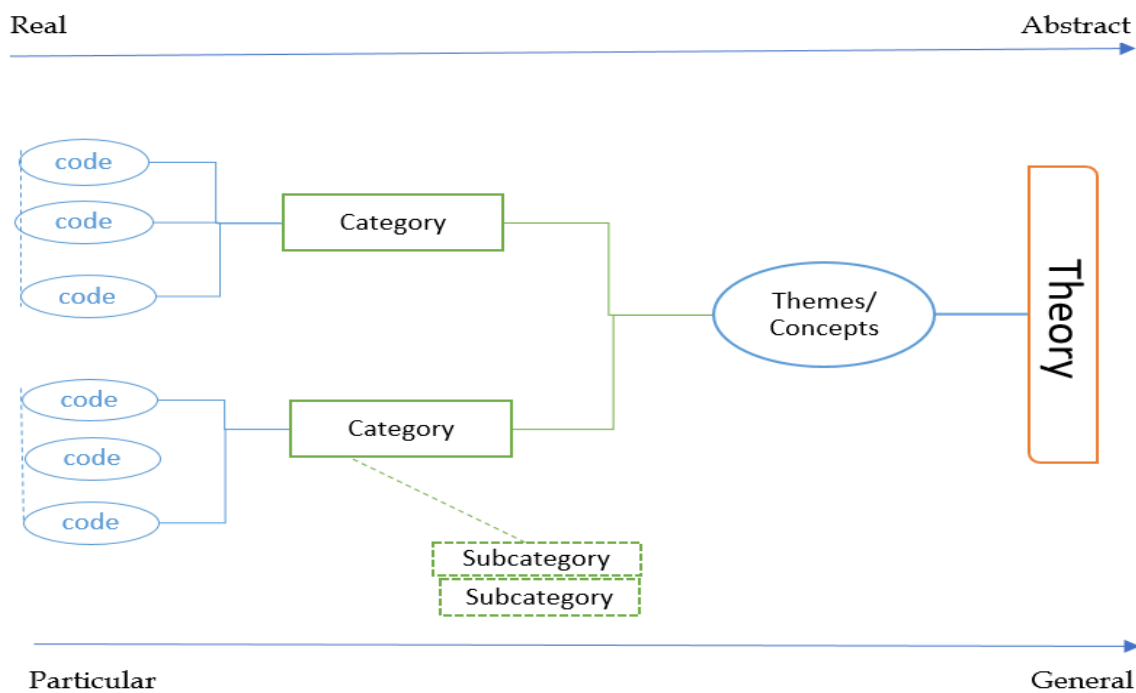 Real
Abstract
code
code
Category
code
Themes/
Concepts
Theory
code
Category
code
code
Subcategory
Subcategory
Particular
General